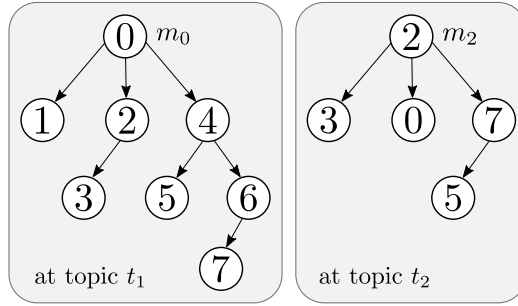 0 m₀
1 2 4
3 5 6
7
at topic t₁
2 m₂
3 0 7
5
at topic t₂